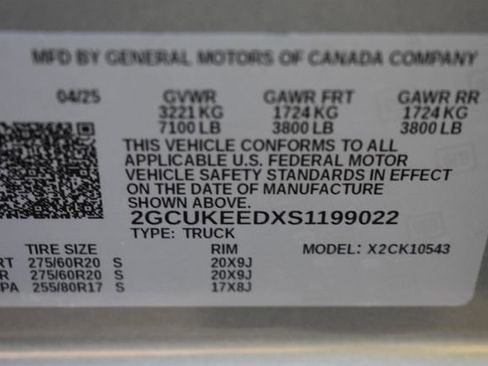 MFD BY GENERAL MOTORS OF CANADA COMPANY
04/25 GVWR GAWR FRT GAWR RR
3221 KG 1724 KG 1724 KG
7100 LB 3800 LB 3800 LB
THIS VEHICLE CONFORMS TO ALL
APPLICABLE U.S. FEDERAL MOTOR
VEHICLE SAFETY STANDARDS IN EFFECT
ON THE DATE OF MANUFACTURE
SHOWN ABOVE.
2GCUKEEDXS1199022
TYPE: TRUCK MODEL: X2CK10543
TIRE SIZE RIM
RT 275/60R20 S 20X9J
R 275/60R20 S 20X9J
PA 255/80R17 S 17X8J